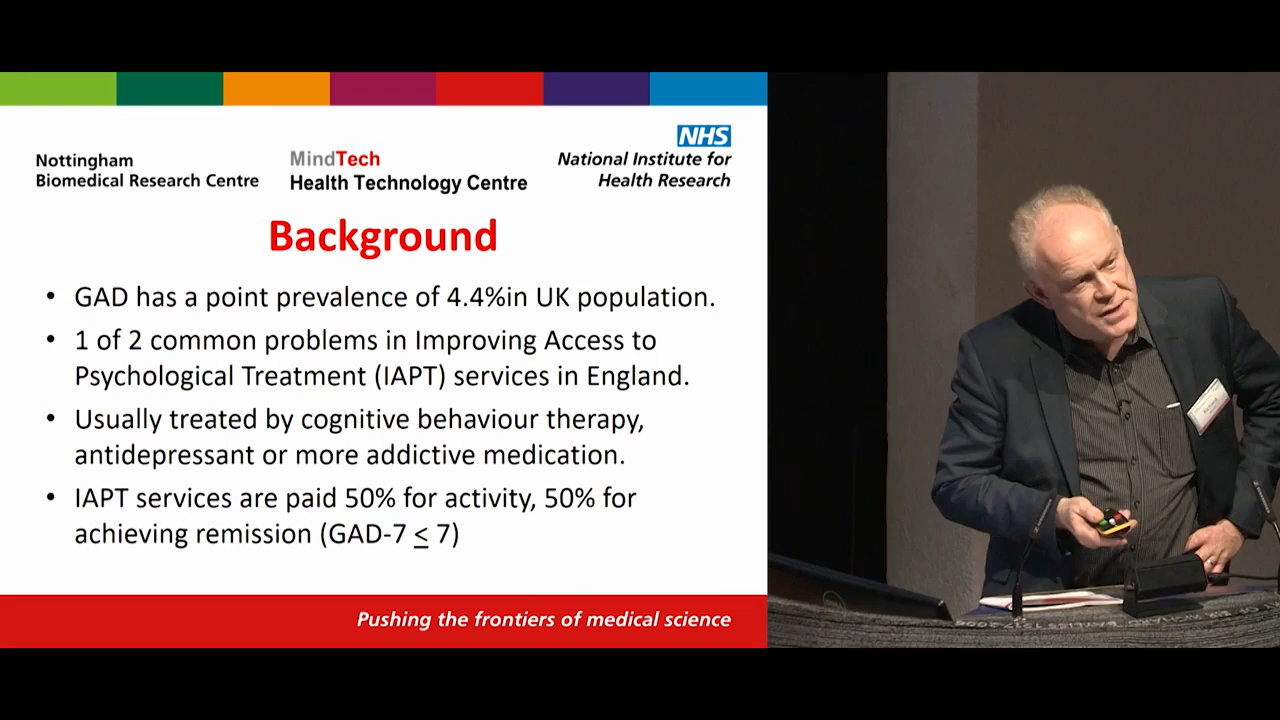 Nottingham
Biomedical Research Centre
MindTech
Health Technology Centre
NHS
National Institute for
Health Research
Background
• GAD has a point prevalence of 4.4%in UK population.
• 1 of 2 common problems in Improving Access to
Psychological Treatment (IAPT) services in England.
• Usually treated by cognitive behaviour therapy,
antidepressant or more addictive medication.
• IAPT services are paid 50% for activity, 50% for
achieving remission (GAD-7 ≤ 7)
Pushing the frontiers of medical science